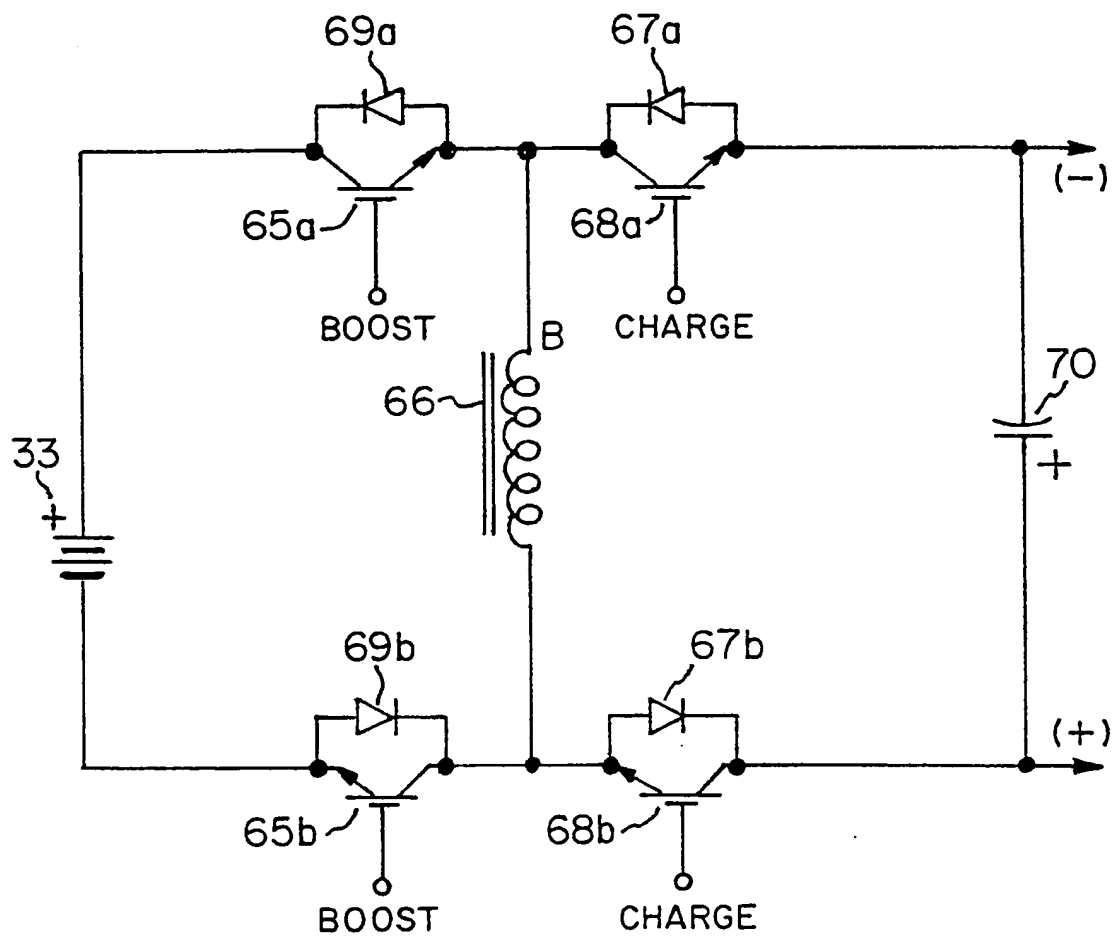 69a
67a
(-)
65a
68a
BOOST
CHARGE
B
66
70
33
+
+
69b
67b
(+)
65b
68b
BOOST
CHARGE